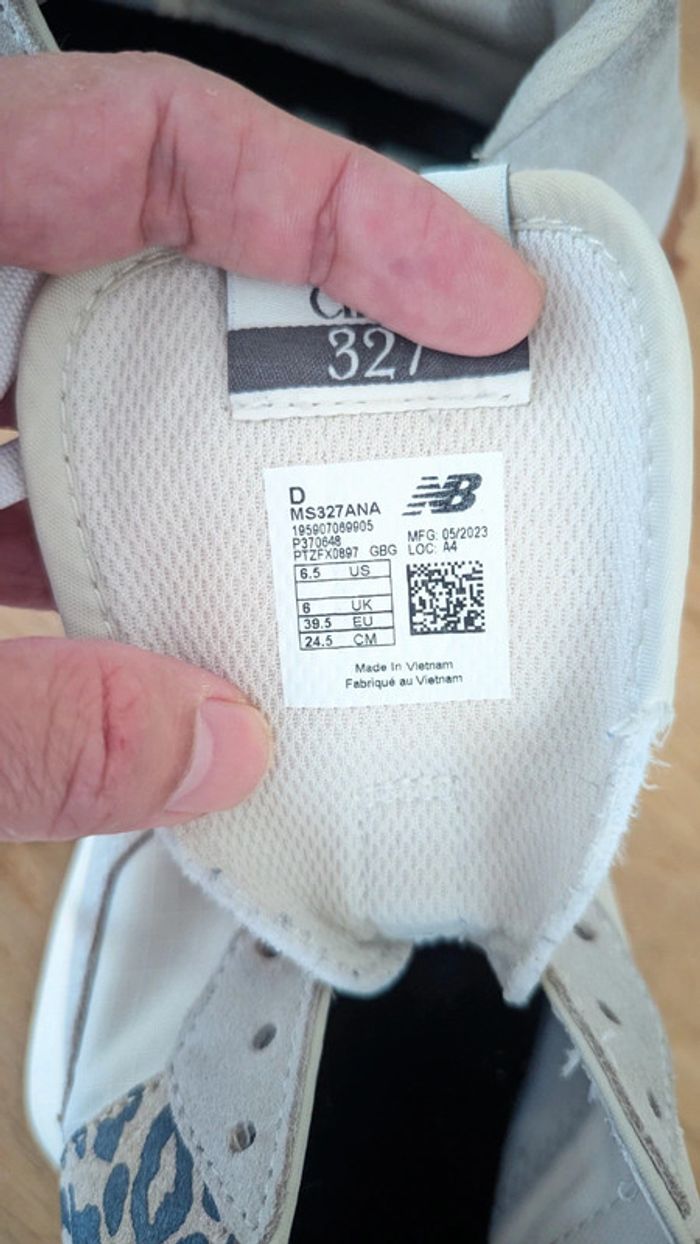 327
D
MS327ANA
195907069905
P370648
PTZFX0897 GBG
NB
MFG: 05/2023
LOC: A4
6.5 US
6 UK
39.5 EU
24.5 CM
Made In Vietnam
Fabriqué au Vietnam